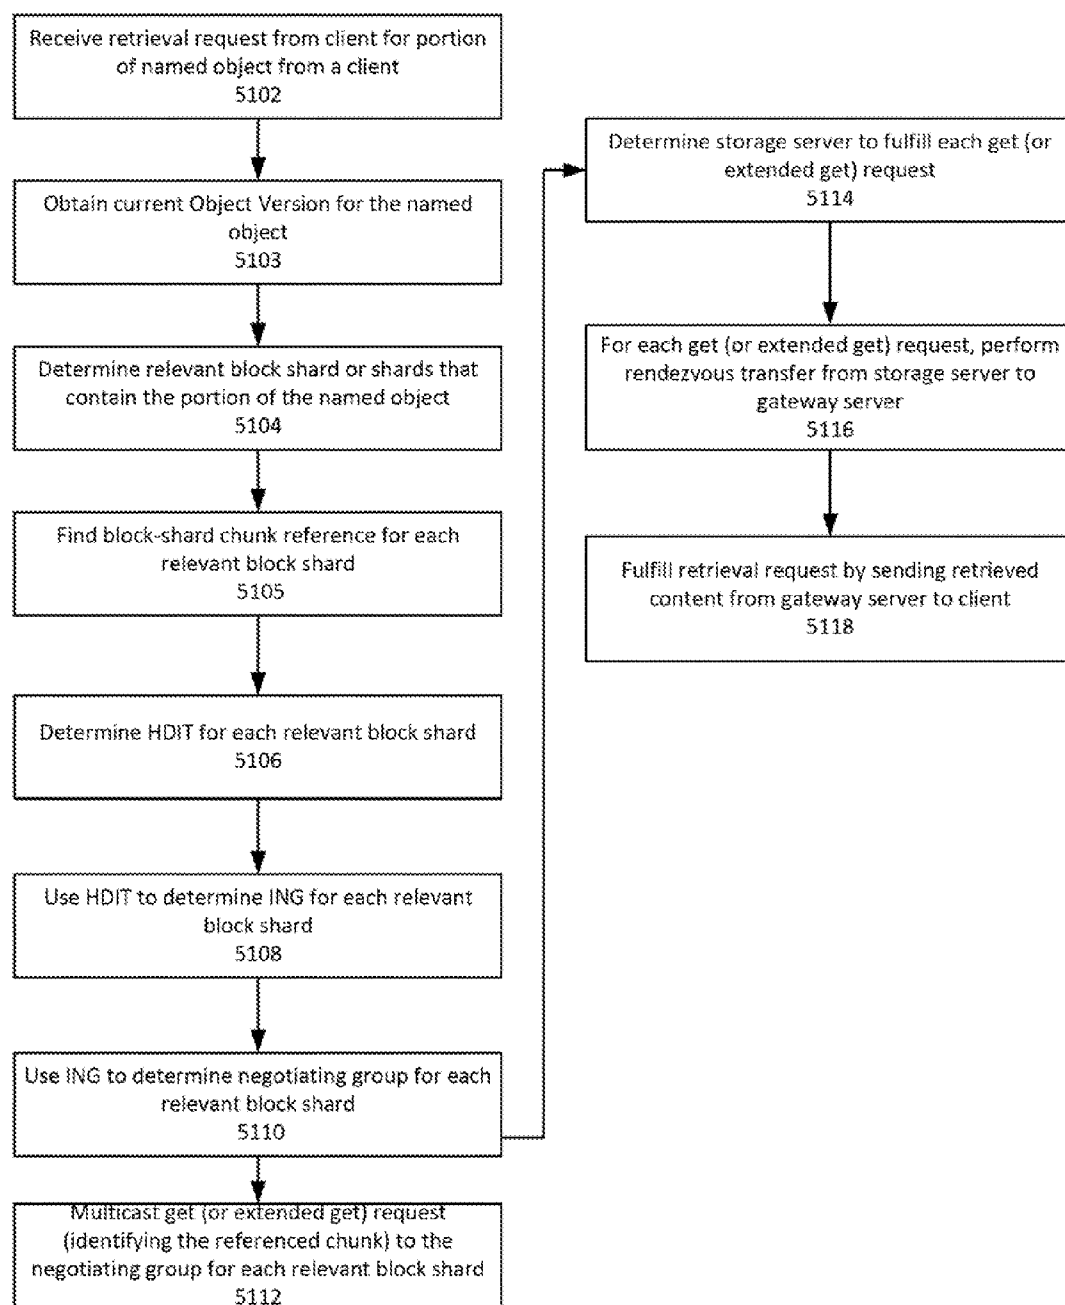 Receive retrieval request from client for portion
of named object from a client
5102
Obtain current Object Version for the named
object
5103
Determine relevant block shard or shards that
contain the portion of the named object
5104
Find block-shard chunk reference for each
relevant block shard
5105
Determine HDIT for each relevant block shard
5106
Use HDIT to determine ING for each relevant
block shard
5108
Use ING to determine negotiating group for each
relevant block shard
5110
Multicast get (or extended get) request
(identifying the referenced chunk) to the
negotiating group for each relevant block shard
5112
Determine storage server to fulfill each get (or
extended get) request
5114
For each get (or extended get) request, perform
rendezvous transfer from storage server to
gateway server
5116
Fulfill retrieval request by sending retrieved
content from gateway server to client
5118